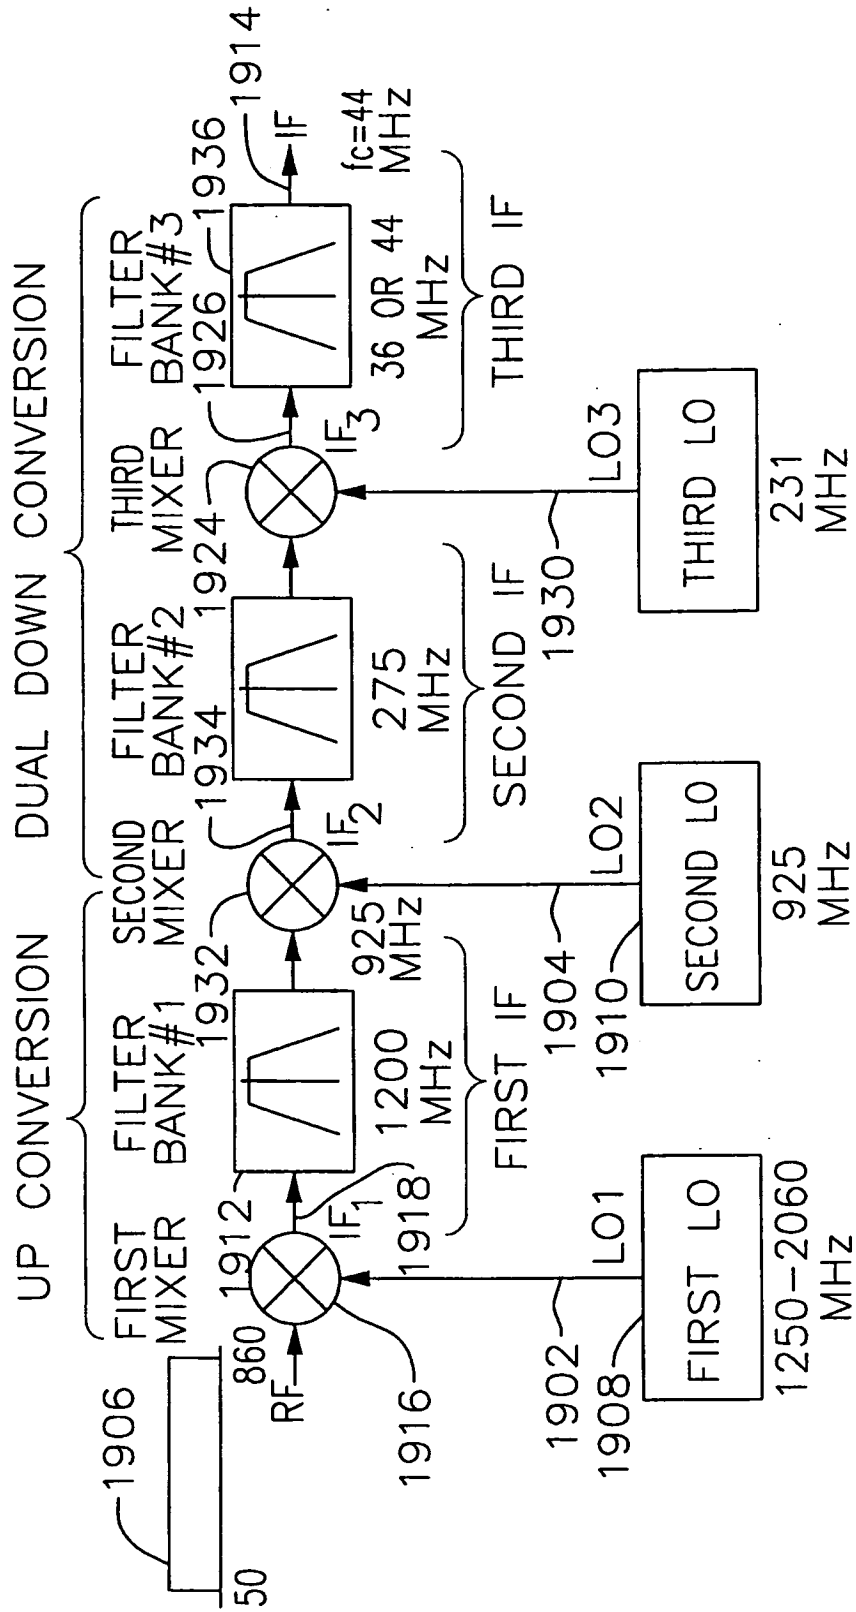 UP CONVERSION
DUAL DOWN CONVERSION
1906
50
860
FIRST
MIXER
FILTER
BANK#1
SECOND
MIXER
FILTER
BANK#2
THIRD
MIXER
FILTER
BANK#3
1912
1932
1934
1924
1926
1936
1914
RF
IF1
IF2
IF3
IF
1916
1918
1200
MHz
925
MHz
275
MHz
36 OR 44
MHz
fc=44
MHz
FIRST IF
SECOND IF
THIRD IF
1902
1908
LO1
1904
1910
LO2
1930
LO3
FIRST LO
SECOND LO
THIRD LO
1250–2060
MHz
925
MHz
231
MHz